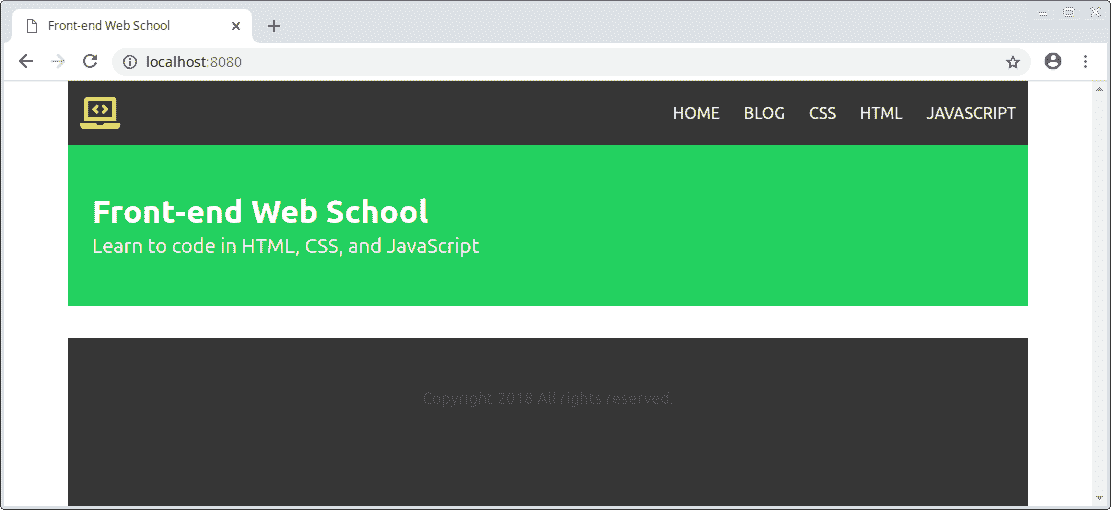 Front-end Web School
localhost:8080
HOME BLOG CSS HTML JAVASCRIPT
Front-end Web School
Learn to code in HTML, CSS, and JavaScript
Copyright 2018 All rights reserved.